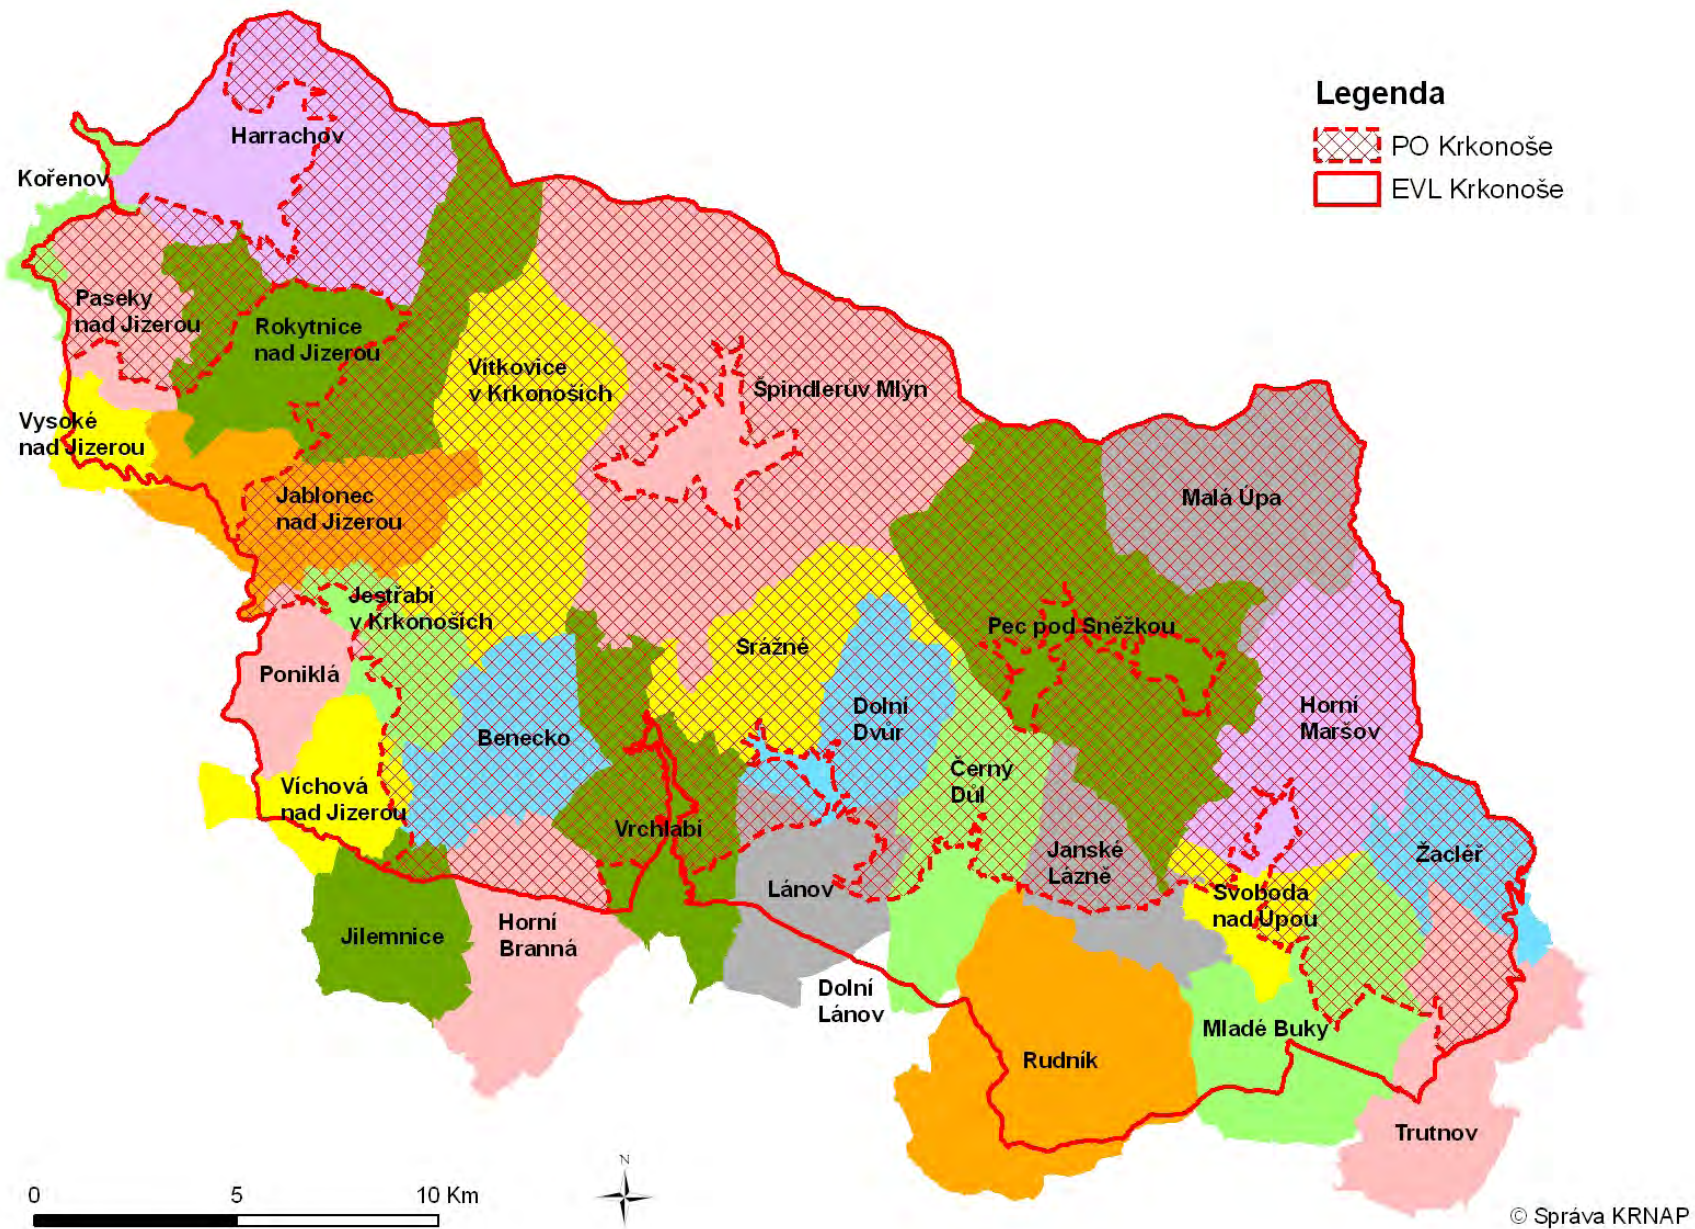 Legenda
PO Krkonoše
EVL Krkonoše
Harrachov
Kořenov
Paseky
nad Jizerou
Rokytnice
nad Jizerou
Vítkovice
v Krkonoších
Špindlerův Mlýn
Vysoké
nad Jizerou
Jablonec
nad Jizerou
Malá Úpa
Jestřabí
v Krkonoších
Pec pod Sněžkou
Srážné
Poniklá
Dolní
Dvůr
Horní
Maršov
Benecko
Víchová
nad Jizerou
Černý
Důl
Vrchlabí
Janské
Lázně
Žacléř
Lánov
Svoboda
nad Úpou
Jilemnice
Horní
Branná
Dolní
Lánov
Mladé Buky
Rudník
Trutnov
N
0 5 10 Km
© Správa KRNAP